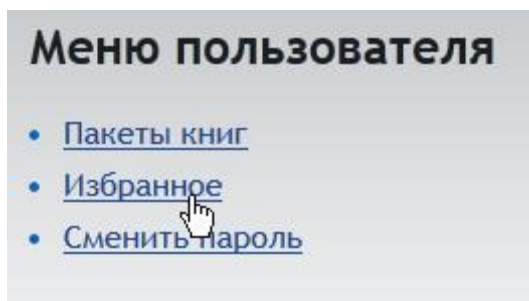 Меню пользователя
Пакеты книг
Избранное
Сменить пароль